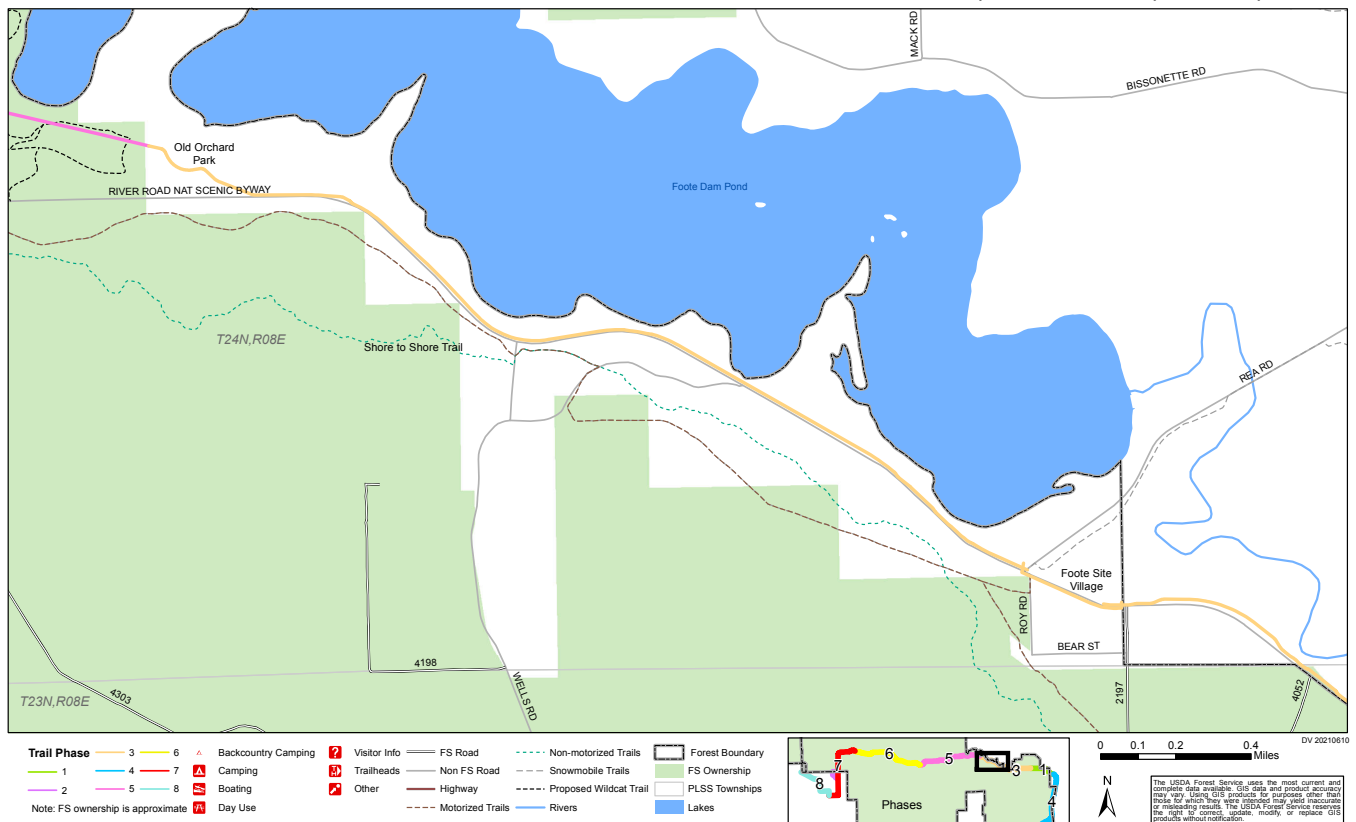 MACK RD
BISSONETTE RD
Old Orchard
Park
Foote Dam Pond
RIVER ROAD NAT SCENIC BYWAY
T24N,R08E
Shore to Shore Trail
REA RD
Foote Site
Village
ROY RD
BEAR ST
4198
WELLS RD
2197
4052
4303
T23N,R08E
DV 20210610
Trail Phase
1
2
3
4
5
6
7
8
Note: FS ownership is approximate
Backcountry Camping
Camping
Boating
Day Use
Visitor Info
Trailheads
Other
FS Road
Non FS Road
Highway
Motorized Trails
Non-motorized Trails
Snowmobile Trails
Proposed Wildcat Trail
Rivers
Forest Boundary
FS Ownership
PLSS Townships
Lakes
8
7
6
5
3
1
4
Phases
0 0.1 0.2 0.4
Miles
N
The USDA Forest Service uses the most current and
complete data available. GIS data and product accuracy
may vary. Using GIS products for purposes other than
those for which they were intended may yield inaccurate
or misleading results. The USDA Forest Service reserves
the right to correct, update, modify, or replace GIS
products without notification.